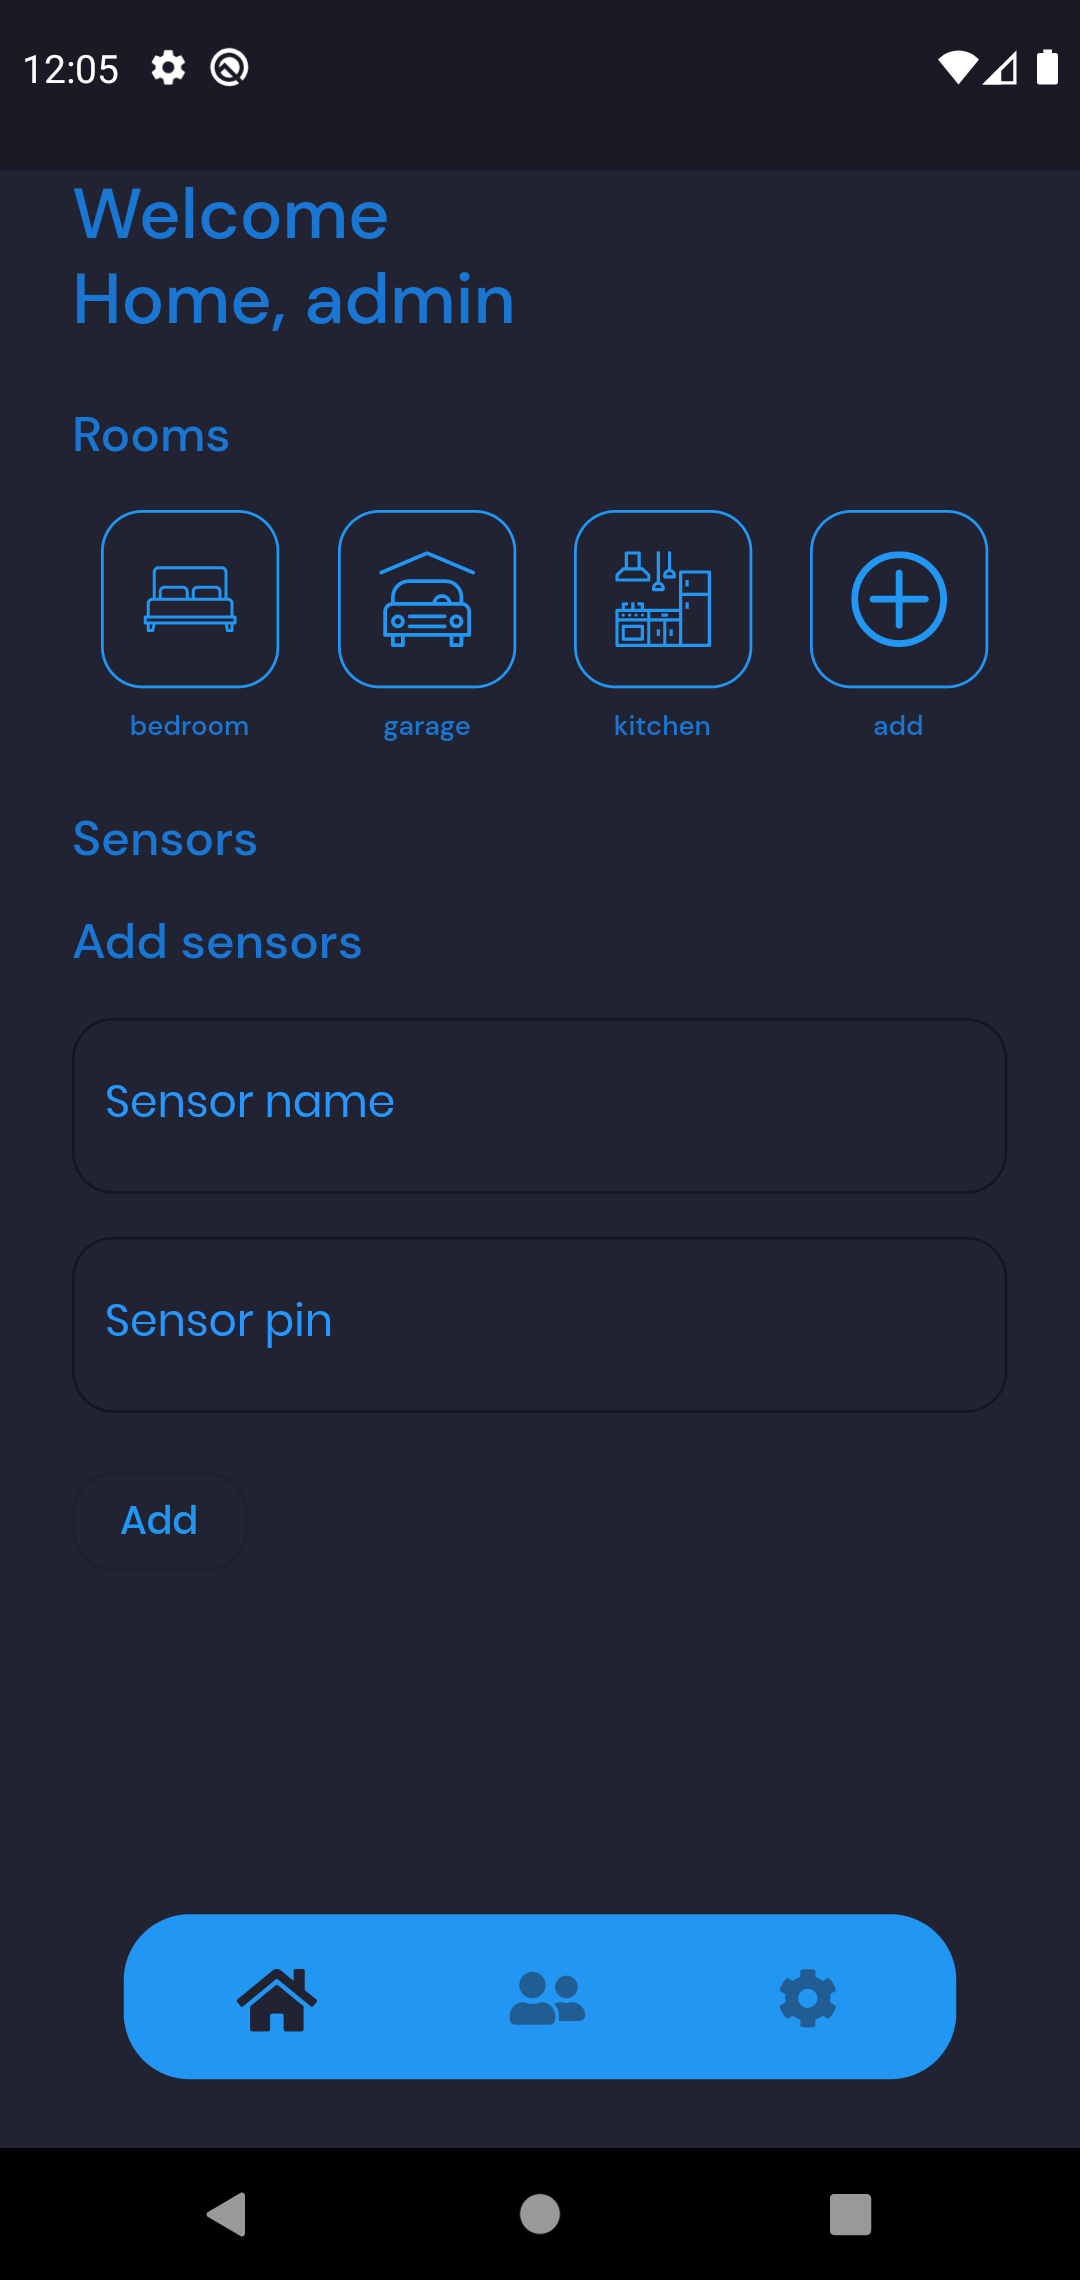 12:05
Welcome
Home, admin
Rooms
bedroom garage kitchen add
Sensors
Add sensors
Sensor name
Sensor pin
Add